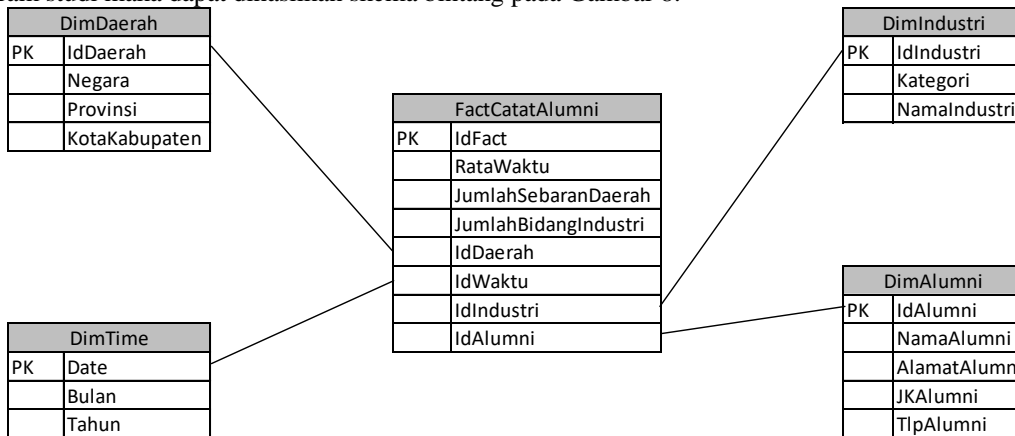 DimDaerah
PK IdDaerah
Negara
Provinsi
KotaKabupaten
DimIndustri
PK IdIndustri
Kategori
NamaIndustri
FactCatatAlumni
PK IdFact
RataWaktu
JumlahSebaranDaerah
JumlahBidangIndustri
IdDaerah
IdWaktu
IdIndustri
IdAlumni
DimTime
PK Date
Bulan
Tahun
DimAlumni
PK IdAlumni
NamaAlumni
AlamatAlumn
JKAlumni
TlpAlumni